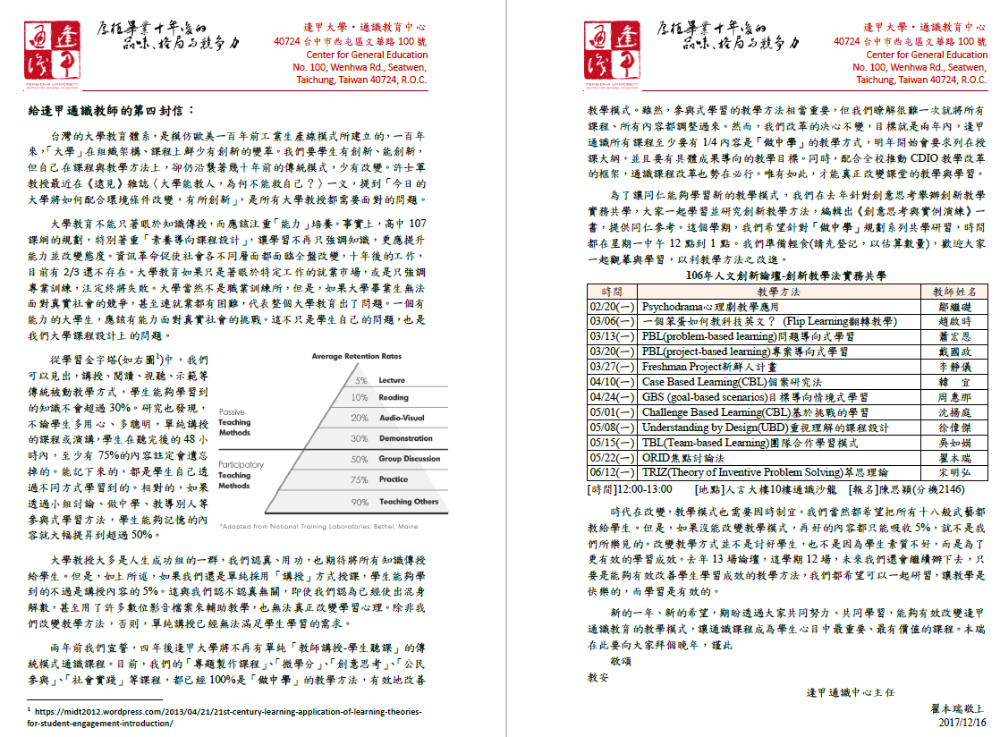 逢甲通識
厚植畢業十年後的
品味、格局与競爭力
逢甲大學・通識教育中心
40724 台中市西屯區文華路 100 號
Center for General Education
No. 100, Wenhwa Rd., Seatwen,
Taichung, Taiwan 40724, R.O.C.
給逢甲通識教師的第四封信：
台灣的大學教育體系，是模仿歐美一百年前工業生產線模式所建立的，一百年
來，「大學」在組織架構、課程上鮮少有創新的變革。我們要學生有創新、能創新，
但自己在課程與教學方法上，卻仍沿襲著幾十年前的傳統模式，少有改變。許士軍
教授最近在《遠見》雜誌〈大學能教人，為何不能教自己？〉一文，提到「今日的
大學將如何配合環境條件改變，有所創新」，是所有大學教授都需要面對的問題。
大學教育不能只著眼於知識傳授，而應該注重「能力」培養。事實上，高中 107
課綱的規劃，特別著重「素養導向課程設計」，讓學習不再只強調知識，更應提升
能力並改變態度。資訊革命促使社會各不同層面都面臨全盤改變，十年後的工作，
目前有 2/3 還不存在。大學教育如果只是著眼於特定工作的就業市場，或是只強調
專業訓練，注定終將失敗。大學當然不是職業訓練所，但是，如果大學畢業生無法
面對真實社會的競爭，甚至連就業都有困難，代表整個大學教育出了問題。一個有
能力的大學生，應該有能力面對真實社會的挑戰。這不只是學生自己的問題，也是
我們大學課程設計上的問題。
從學習金字塔(如右圖1)中，我們
可以見出，講授、閱讀、視聽、示範等
傳統被動教學方式，學生能夠學習到
的知識不會超過 30%。研究也發現，
不論學生多用心、多聰明，單純講授
的課程或演講，學生在聽完後的 48 小
時內，至少有 75%的內容註定會遺忘
掉的。能記下來的，都是學生自己透
過不同方式學習到的。相對的，如果
透過小組討論、做中學、教導別人等
參與式學習方法，學生能夠記憶的內
容就大幅提昇到超過 50%。
Average Retention Rates
5% Lecture
10% Reading
20% Audio-Visual
30% Demonstration
50% Group Discussion
75% Practice
90% Teaching Others
Passive
Teaching
Methods
Participatory
Teaching
Methods
*Adapted from National Training Laboratories. Bethel, Maine
大學教授大多是人生成功組的一群，我們認真、用功，也期待將所有知識傳授
給學生。但是，如上所述，如果我們還是單純採用「講授」方式授課，學生能夠學
到的不過是講授內容的 5%。這與我們認不認真無關，即使我們認為已經使出混身
解數，甚至用了許多數位影音檔案來輔助教學，也無法真正改變學習心理。除非我
們改變教學方法，否則，單純講授已經無法滿足學生學習的需求。
兩年前我們宣誓，四年後逢甲大學將不再有單純「教師講授-學生聽課」的傳
統模式通識課程。目前，我們的「專題製作課程」、「微學分」、「創意思考」、「公民
參與」、「社會實踐」等課程，都已經 100%是「做中學」的教學方法，有效地改善
1 https://midt2012.wordpress.com/2013/04/21/21st-century-learning-application-of-learning-theories-
for-student-engagement-introduction/
逢甲通識
厚植畢業十年後的
品味、格局与競爭力
逢甲大學・通識教育中心
40724 台中市西屯區文華路 100 號
Center for General Education
No. 100, Wenhwa Rd., Seatwen,
Taichung, Taiwan 40724, R.O.C.
教學模式。雖然，參與式學習的教學方法相當重要，但我們瞭解很難一次就將所有
課程、所有內容都調整過來。然而，我們改革的決心不變，目標就是兩年內，逢甲
通識所有課程至少要有 1/4 內容是「做中學」的教學方式，明年開始會要求列在授
課大綱，並且要有具體成果導向的教學目標。同時，配合全校推動 CDIO 教學改革
的框架，通識課程改革也勢在必行。唯有如此，才能真正改變課堂的教學與學習。
為了讓同仁能夠學習新的教學模式，我們在去年針對創意思考舉辦創新教學
實務共學，大家一起學習並研究創新教學方法，編輯出《創意思考與實例演練》一
書，提供同仁參考。這個學期，我們希望針對「做中學」規劃系列共學研習，時間
都在星期一中午 12 點到 1 點。我們準備輕食(請先登記，以估算數量)，歡迎大家
一起觀摹與學習，以利教學方法之改進。
106年人文創新論壇-創新教學法實務共學
時間 教學方法 教師姓名
02/20(一) Psychodrama心理劇教學應用 鄒繼礎
03/06(一) 一個笨蛋如何教科技英文？ (Flip Learning翻轉教學) 趙啟時
03/13(一) PBL(problem-based learning)問題導向式學習 蕭宏恩
03/20(一) PBL(project-based learning)專案導向式學習 戴國政
03/27(一) Freshman Project新鮮人計畫 李靜儀
04/10(一) Case Based Learning(CBL)個案研究法 韓　宜
04/24(一) GBS (goal-based scenarios)目標導向情境式學習 周惠那
05/01(一) Challenge Based Learning(CBL)基於挑戰的學習 沈揚庭
05/08(一) Understanding by Design(UBD)重視理解的課程設計 徐偉傑
05/15(一) TBL(Team-based Learning)團隊合作學習模式 吳如娟
05/22(一) ORID焦點討論法 翟本瑞
06/12(一) TRIZ(Theory of Inventive Problem Solving)萃思理論 宋明弘
[時間]12:00-13:00 [地點]人言大樓10樓通識沙龍 [報名]陳思穎(分機2146)
時代在改變，教學模式也需要因時制宜。我們當然都希望把所有十八般武藝都
教給學生。但是，如果沒能改變教學模式，再好的內容都只能吸收 5%，就不是我
們所樂見的。改變教學方式並不是討好學生，也不是因為學生素質不好，而是為了
更有效的學習成效。去年 13 場論壇，這學期 12 場，未來我們還會繼續辦下去，只
要是能夠有效改善學生學習成效的教學方法，我們都希望可以一起研習，讓教學是
快樂的，而學習是有效的。
新的一年、新的希望，期盼透過大家共同努力、共同學習，能夠有效改變逢甲
通識教育的教學模式，讓通識課程成為學生心目中最重要、最有價值的課程。本瑞
在此要向大家拜個晚年，謹此
敬頌
教安
逢甲通識中心主任
翟本瑞敬上
2017/12/16